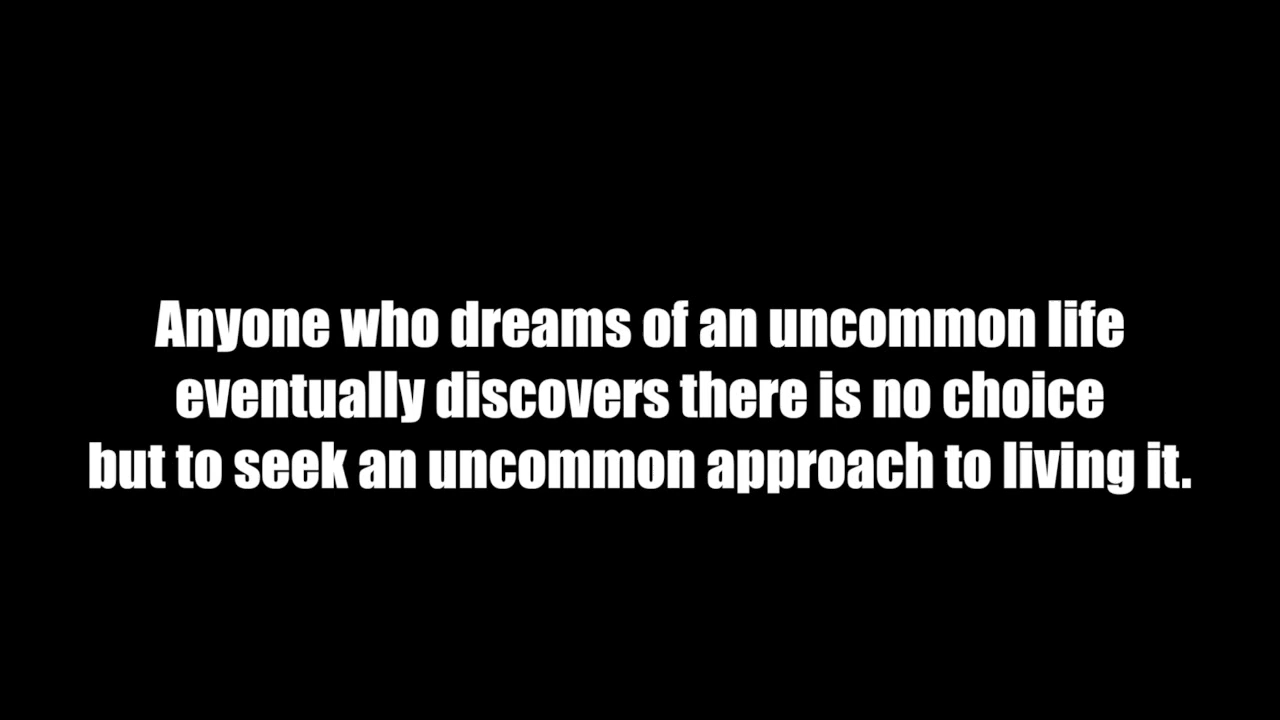 Anyone who dreams of an uncommon life
eventually discovers there is no choice
but to seek an uncommon approach to living it.